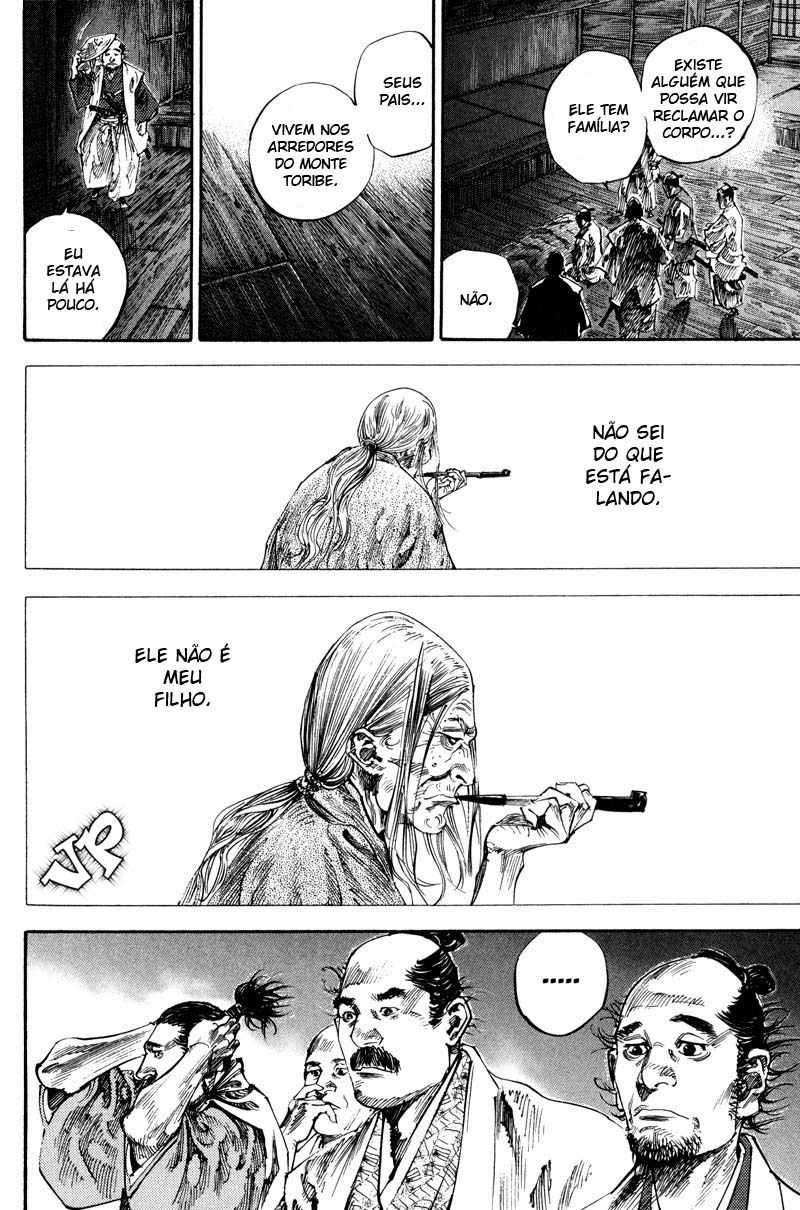 EXISTE
ALGUÉM QUE
POSSA VIR
RECLAMAR O
CORPO...?
ELE TEM
FAMÍLIA?
NÃO.
SEUS
PAIS...
VIVEM NOS
ARREDORES
DO MONTE
TORIBE.
EU
ESTAVA
LÁ HÁ
POUCO.
NÃO SEI
DO QUE
ESTÁ FA-
LANDO.
ELE NÃO É
MEU
FILHO.
VP
.....